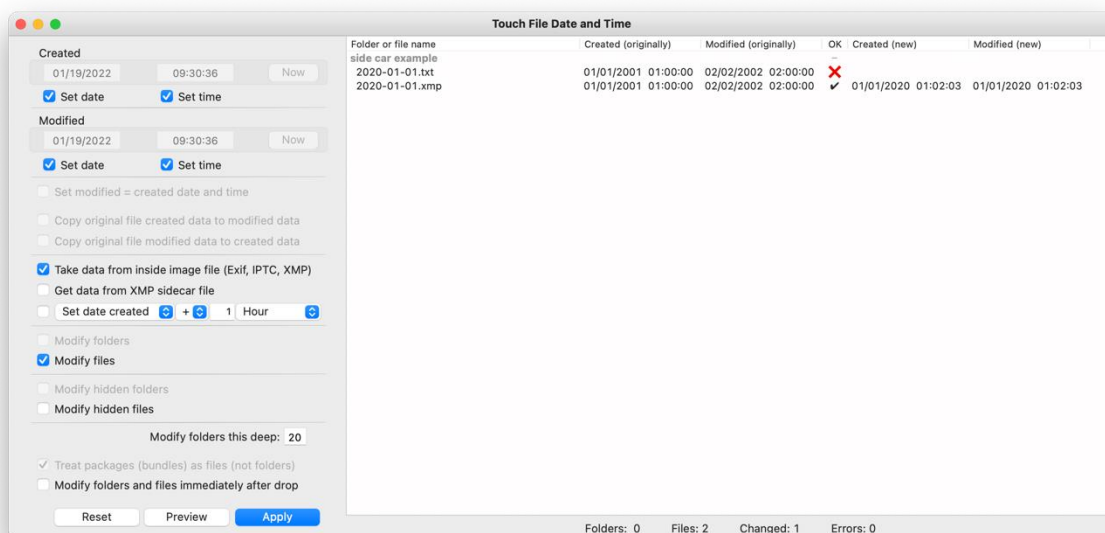 Touch File Date and Time
Created
01/19/2022 09:30:36 Now
Set date Set time
Modified
01/19/2022 09:30:36 Now
Set date Set time
Set modified = created date and time
Copy original file created data to modified data
Copy original file modified data to created data
Take data from inside image file (Exif, IPTC, XMP)
Get data from XMP sidecar file
Set date created + 1 Hour
Modify folders
Modify files
Modify hidden folders
Modify hidden files
Modify folders this deep: 20
Treat packages (bundles) as files (not folders)
Modify folders and files immediately after drop
Reset Preview Apply
Folder or file name Created (originally) Modified (originally) OK Created (new) Modified (new)
side car example –
2020-01-01.txt 01/01/2001 01:00:00 02/02/2002 02:00:00 ❌
2020-01-01.xmp 01/01/2001 01:00:00 02/02/2002 02:00:00 ✔ 01/01/2020 01:02:03 01/01/2020 01:02:03
Folders: 0 Files: 2 Changed: 1 Errors: 0